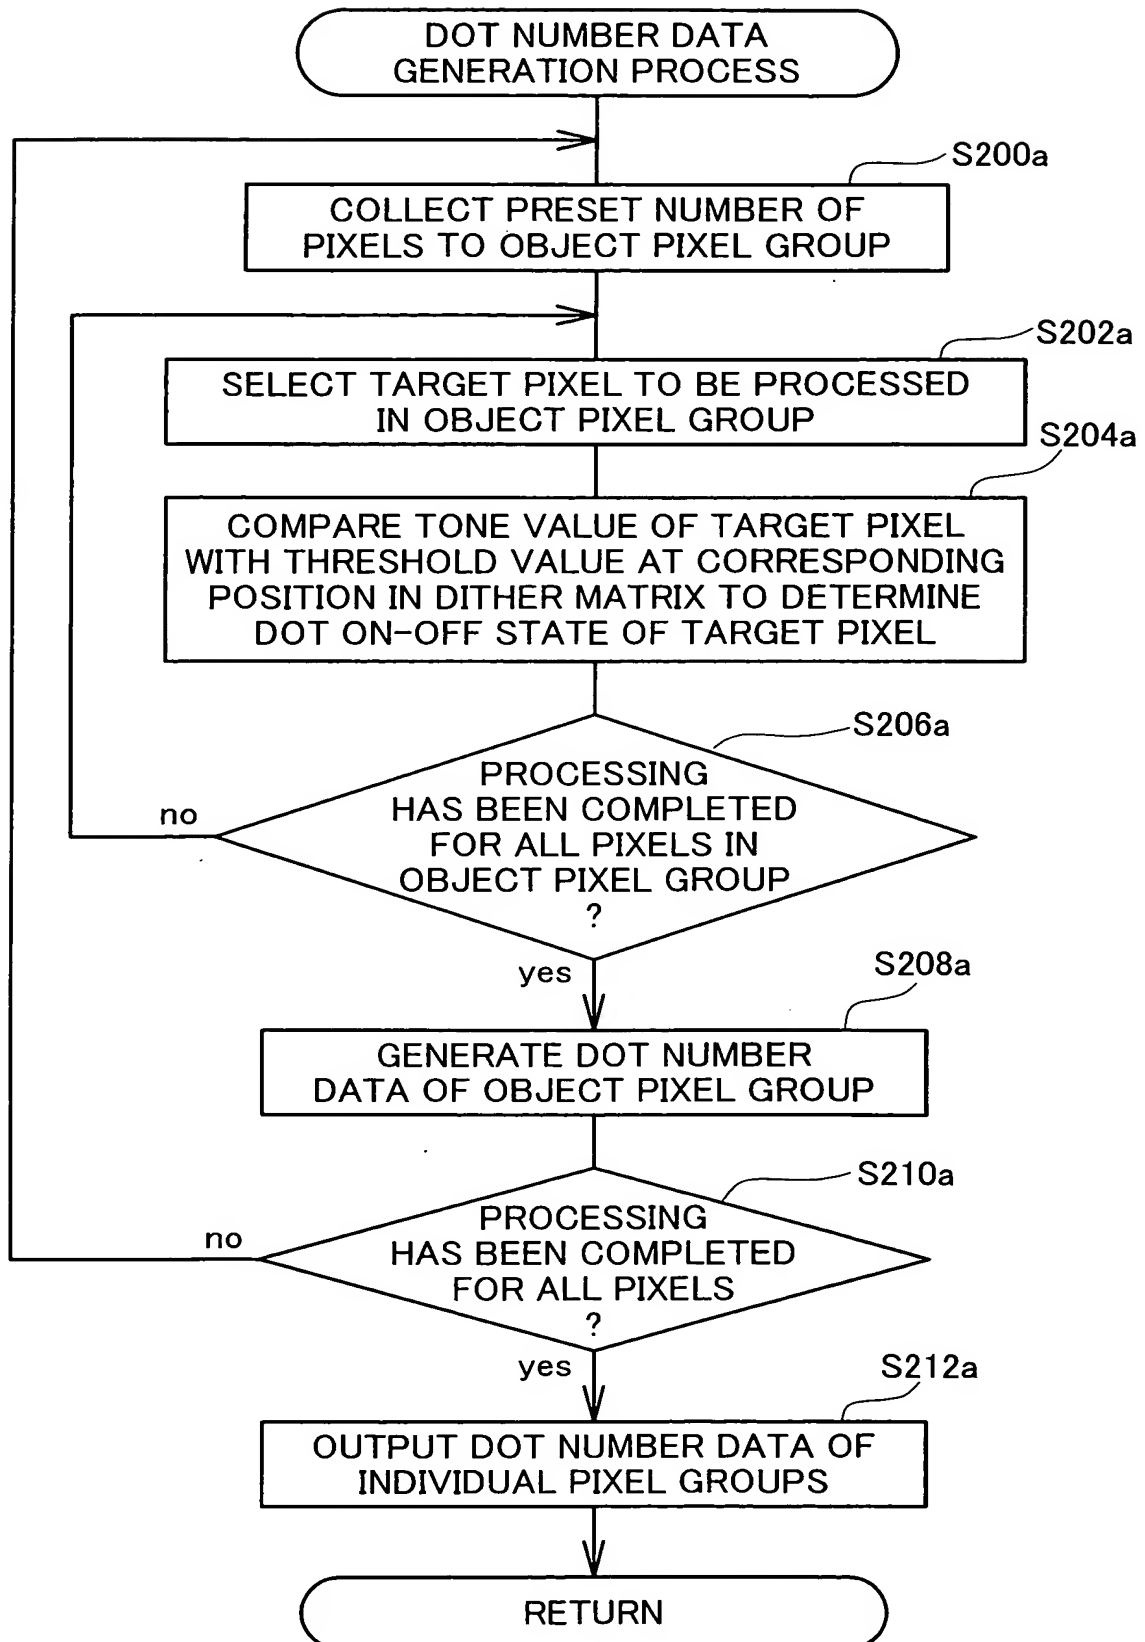 DOT NUMBER DATA
GENERATION PROCESS
S200a
COLLECT PRESET NUMBER OF
PIXELS TO OBJECT PIXEL GROUP
S202a
SELECT TARGET PIXEL TO BE PROCESSED
IN OBJECT PIXEL GROUP
S204a
COMPARE TONE VALUE OF TARGET PIXEL
WITH THRESHOLD VALUE AT CORRESPONDING
POSITION IN DITHER MATRIX TO DETERMINE
DOT ON-OFF STATE OF TARGET PIXEL
S206a
PROCESSING
HAS BEEN COMPLETED
FOR ALL PIXELS IN
OBJECT PIXEL GROUP
?
no
yes
S208a
GENERATE DOT NUMBER
DATA OF OBJECT PIXEL GROUP
S210a
PROCESSING
HAS BEEN COMPLETED
FOR ALL PIXELS
?
no
yes
S212a
OUTPUT DOT NUMBER DATA OF
INDIVIDUAL PIXEL GROUPS
RETURN